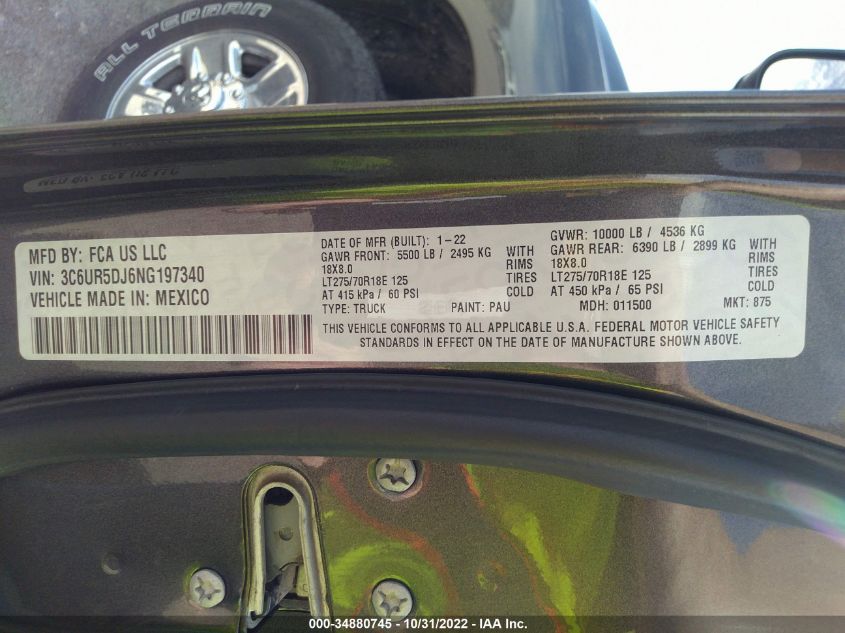 ALL TERRAIN
MFD BY: FCA US LLC
VIN: 3C6UR5DJ6NG197340
VEHICLE MADE IN: MEXICO
DATE OF MFR (BUILT): 1-22
GAWR FRONT: 5500 LB / 2495 KG WITH
18X8.0 RIMS
LT275/70R18E 125 TIRES
AT 415 kPa / 60 PSI COLD
TYPE: TRUCK PAINT: PAU
GVWR: 10000 LB / 4536 KG
GAWR REAR: 6390 LB / 2899 KG WITH
18X8.0 RIMS
LT275/70R18E 125 TIRES
AT 450 kPa / 65 PSI COLD
MDH: 011500 MKT: 875
THIS VEHICLE CONFORMS TO ALL APPLICABLE U.S.A. FEDERAL MOTOR VEHICLE SAFETY
STANDARDS IN EFFECT ON THE DATE OF MANUFACTURE SHOWN ABOVE.
000-34880745 - 10/31/2022 - IAA Inc.